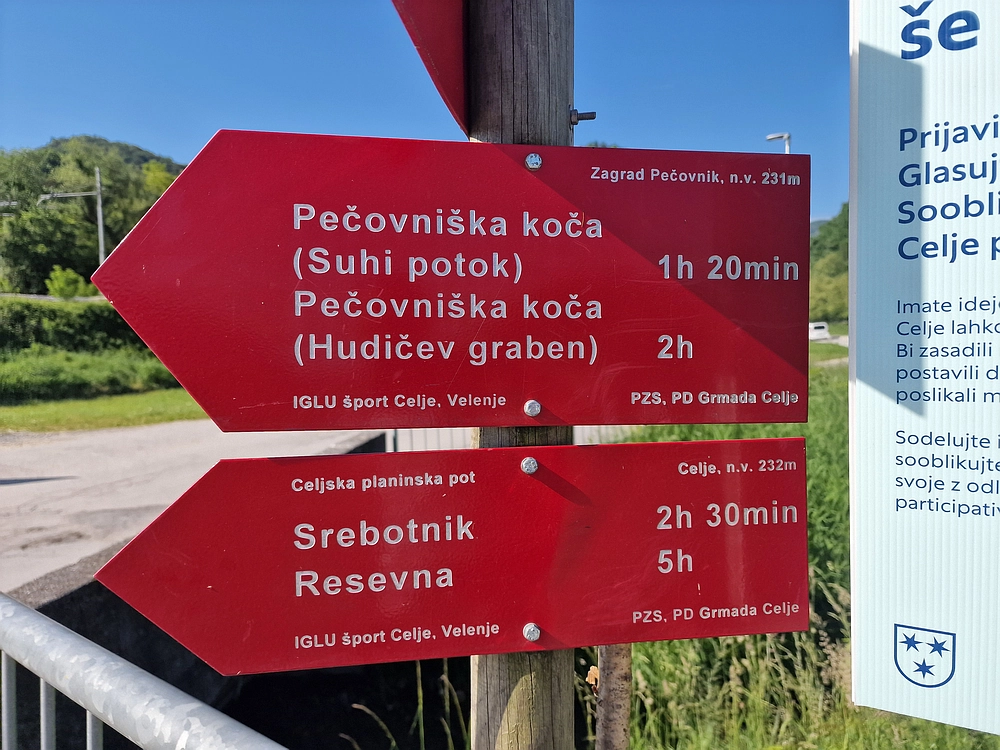 Zagrad Pečovnik, n.v. 231m
Pečovniška koča
(Suhi potok) 1h 20min
Pečovniška koča
(Hudičev graben) 2h
IGLU šport Celje, Velenje PZS, PD Grmada Celje
Celjska planinska pot Celje, n.v. 232m
Srebotnik 2h 30min
Resevna 5h
IGLU šport Celje, Velenje PZS, PD Grmada Celje
še
Prijavi
Glasuj
Soobli
Celje p
Imate idej
Celje lahko
Bi zasadili
postavili d
poslikali m
Sodelujte i
sooblikujte
svoje z odl
participativ